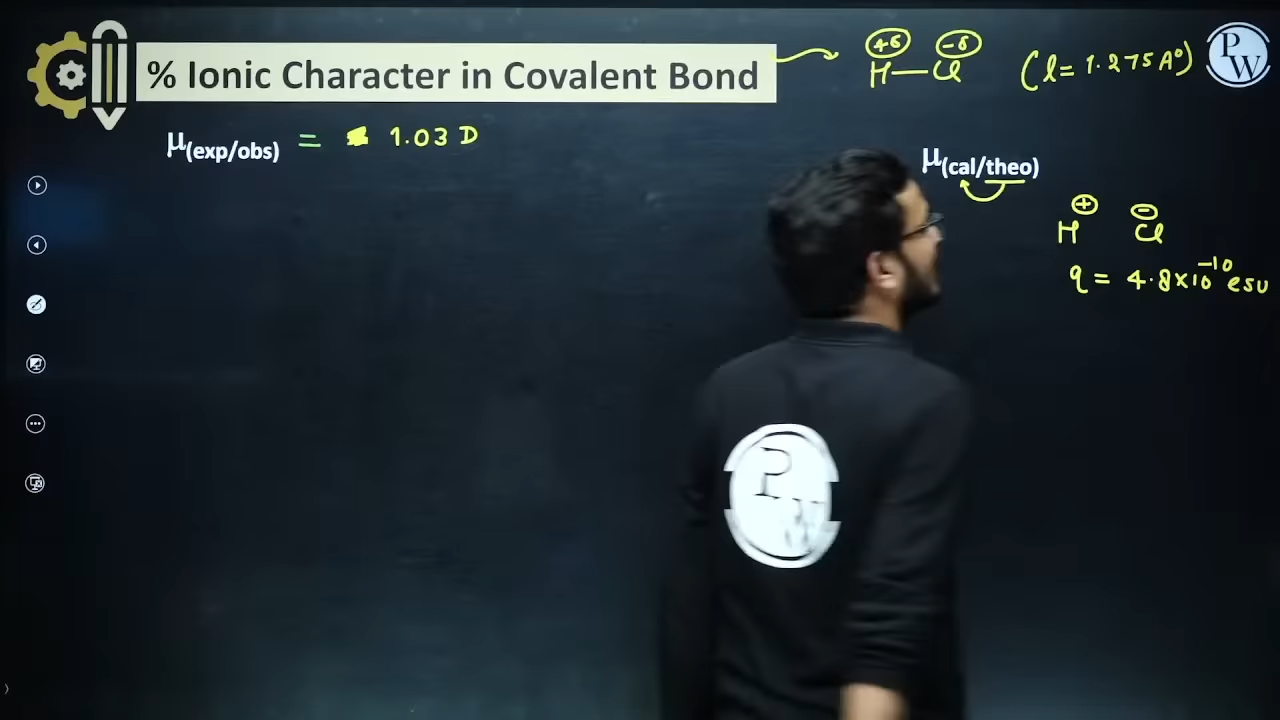 % Ionic Character in Covalent Bond
+δ -δ
H—Cl (l = 1.275 A°)
PW
μ(exp/obs) = 1.03 D
μ(cal/theo)
+ −
H Cl
q = 4.8×10⁻¹⁰ esu
PW